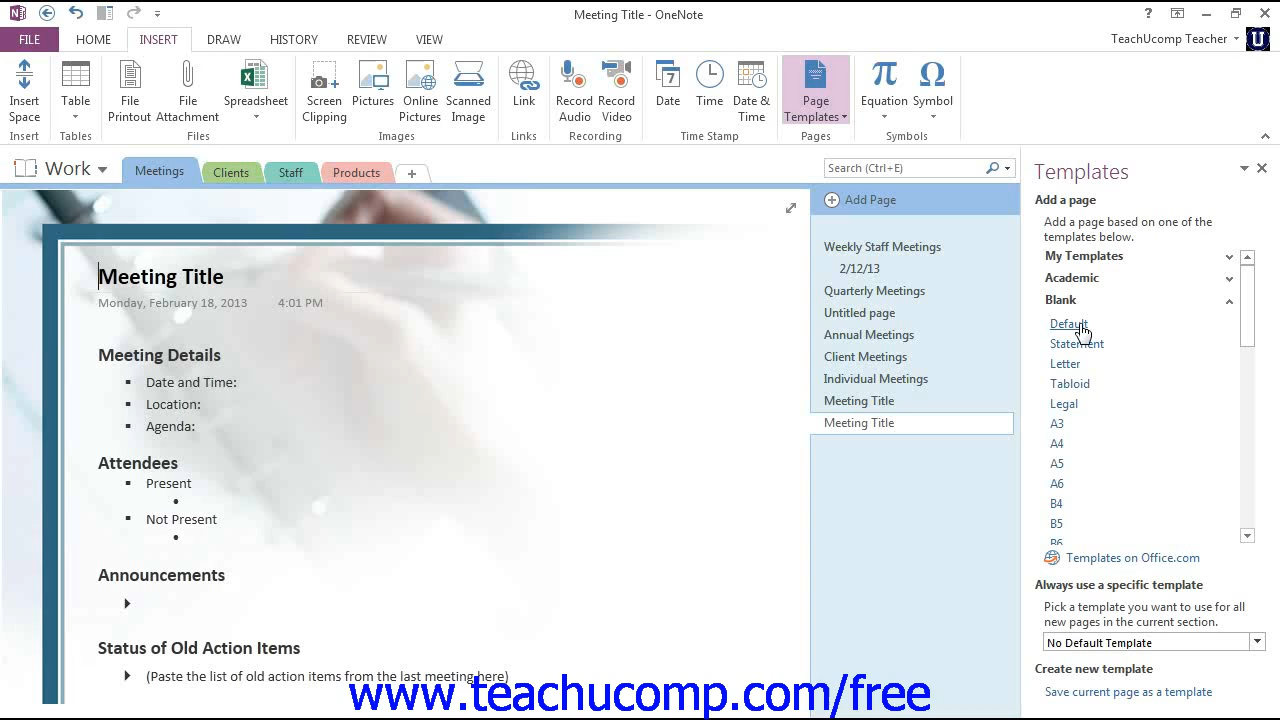 Meeting Title - OneNote
?
FILE HOME INSERT DRAW HISTORY REVIEW VIEW
TeachUcomp Teacher
U
Insert Space
Table
File Printout
File Attachment
Spreadsheet
Screen Clipping
Pictures
Online Pictures
Scanned Image
Link
Record Audio
Record Video
Date
Time
Date & Time
Page Templates
π
Equation
Ω
Symbol
Insert Tables Files Images Links Recording Time Stamp Pages Symbols
Work
Meetings Clients Staff Products +
Search (Ctrl+E)
Meeting Title
Monday, February 18, 2013 4:01 PM
Meeting Details
Date and Time:
Location:
Agenda:
Attendees
Present
Not Present
Announcements
Status of Old Action Items
(Paste the list of old action items from the last meeting here)
Add Page
Weekly Staff Meetings
2/12/13
Quarterly Meetings
Untitled page
Annual Meetings
Client Meetings
Individual Meetings
Meeting Title
Meeting Title
Templates
Add a page
Add a page based on one of the
templates below.
My Templates
Academic
Blank
Default
Statement
Letter
Tabloid
Legal
A3
A4
A5
A6
B4
B5
B6
Templates on Office.com
Always use a specific template
Pick a template you want to use for all
new pages in the current section.
No Default Template
Create new template
Save current page as a template
www.teachucomp.com/free